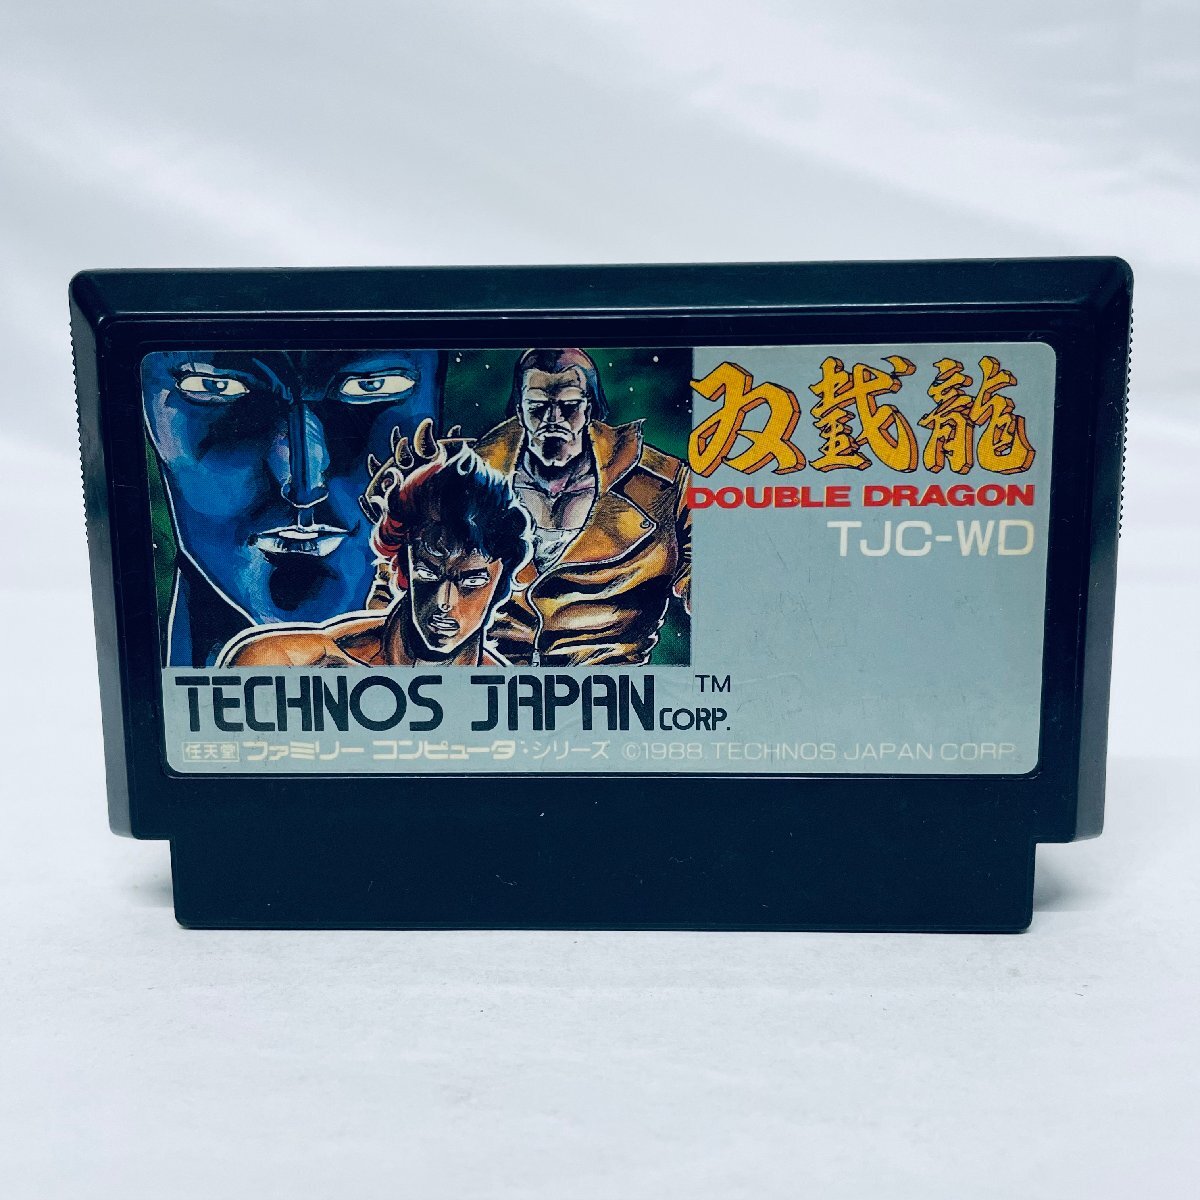 双截龍
DOUBLE DRAGON
TJC-WD
TECHNOS JAPAN CORP. TM
任天堂 ファミリー コンピュータ・シリーズ ©1988 TECHNOS JAPAN CORP.